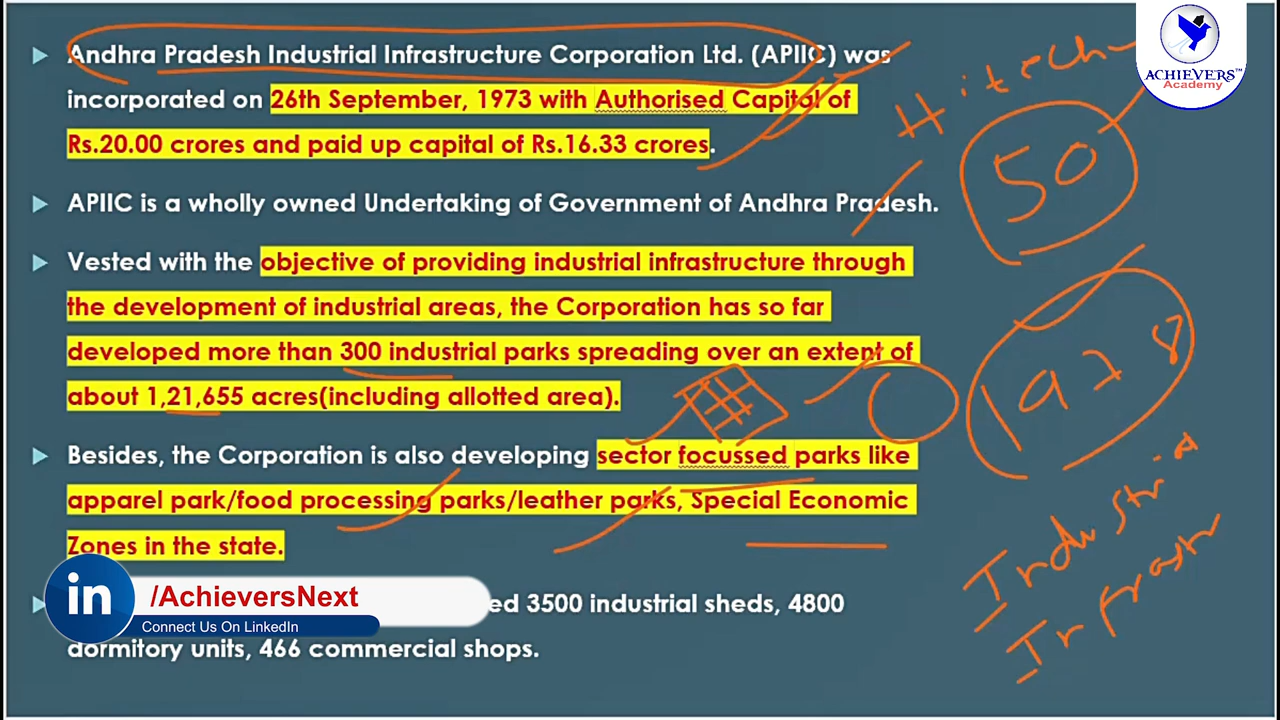 Andhra Pradesh Industrial Infrastructure Corporation Ltd. (APIIC) was
incorporated on 26th September, 1973 with Authorised Capital of
Rs.20.00 crores and paid up capital of Rs.16.33 crores.
APIIC is a wholly owned Undertaking of Government of Andhra Pradesh.
Vested with the objective of providing industrial infrastructure through
the development of industrial areas, the Corporation has so far
developed more than 300 industrial parks spreading over an extent of
about 1,21,655 acres(including allotted area).
Besides, the Corporation is also developing sector focussed parks like
apparel park/food processing parks/leather parks, Special Economic
Zones in the state.
ed 3500 industrial sheds, 4800
dormitory units, 466 commercial shops.
in
/AchieversNext
Connect Us On LinkedIn
ACHIEVERS™
Academy
Hitech
50
1978
Industria
Infrastr